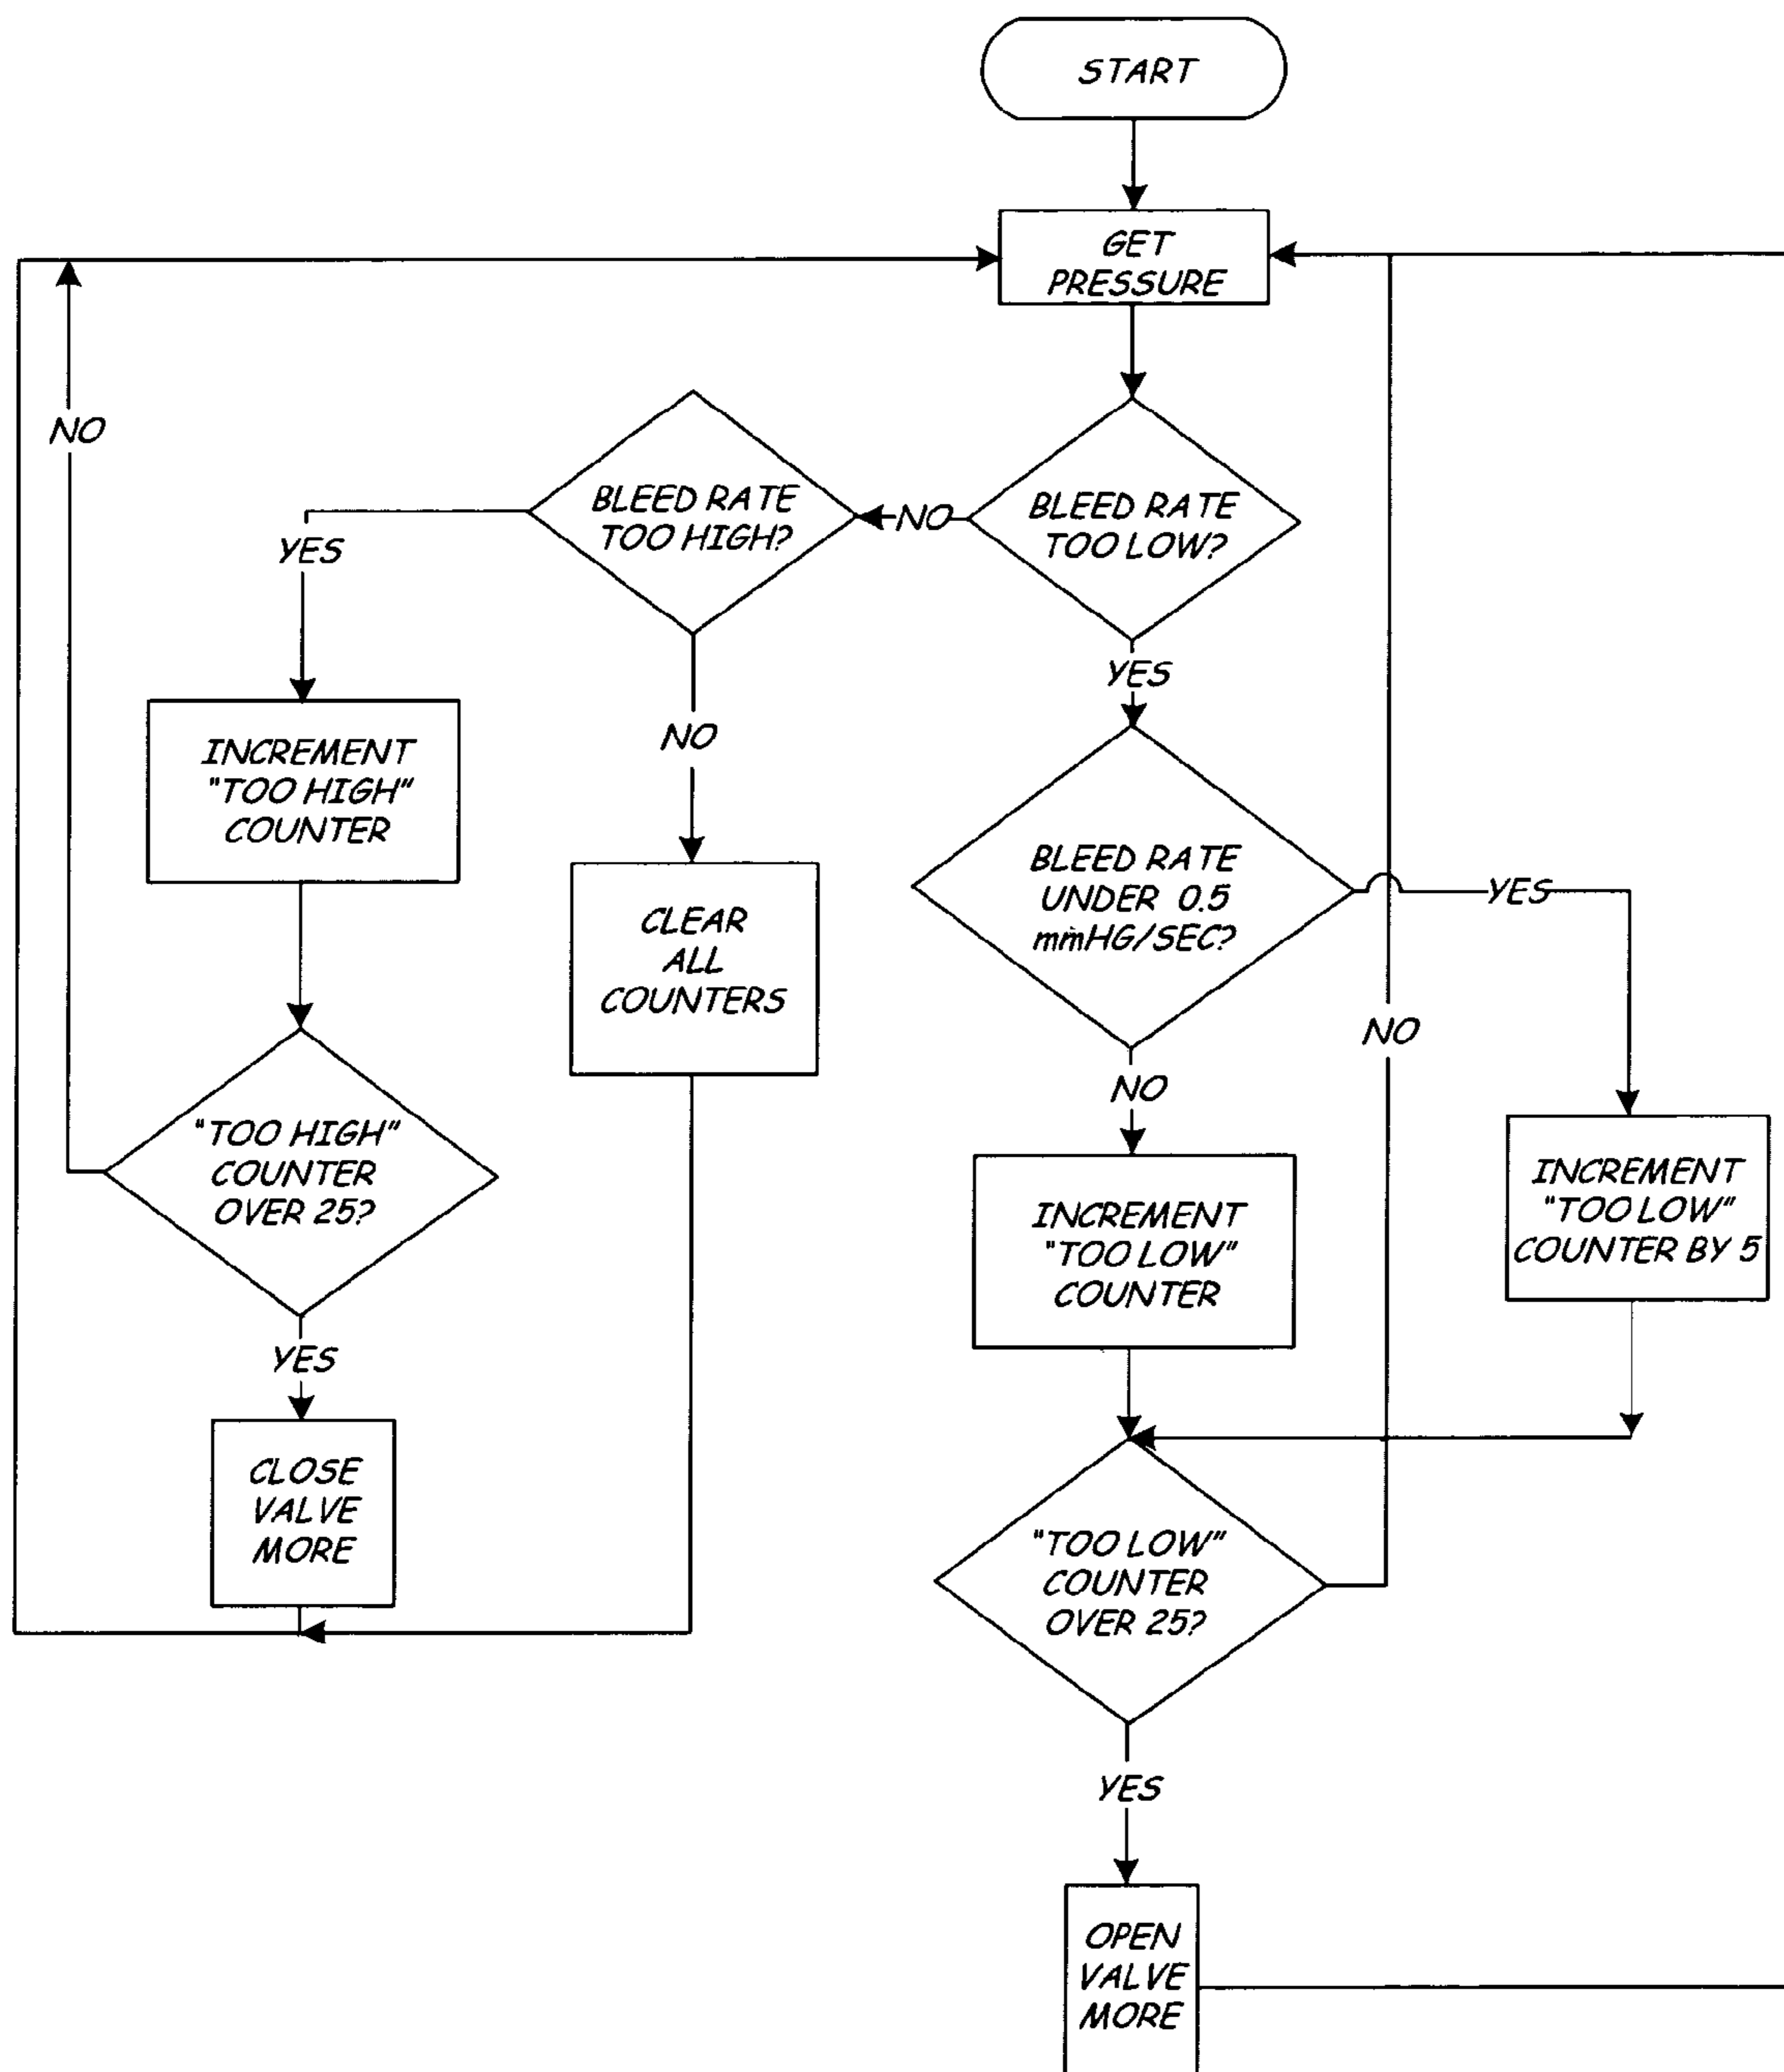 START
GET
PRESSURE
NO
BLEED RATE
TOO HIGH?
NO
BLEED RATE
TOO LOW?
YES
YES
NO
INCREMENT
"TOO HIGH"
COUNTER
CLEAR
ALL
COUNTERS
BLEED RATE
UNDER 0.5
mmHG/SEC?
YES
NO
NO
"TOO HIGH"
COUNTER
OVER 25?
INCREMENT
"TOO LOW"
COUNTER
INCREMENT
"TOO LOW"
COUNTER BY 5
YES
CLOSE
VALVE
MORE
"TOO LOW"
COUNTER
OVER 25?
YES
OPEN
VALVE
MORE